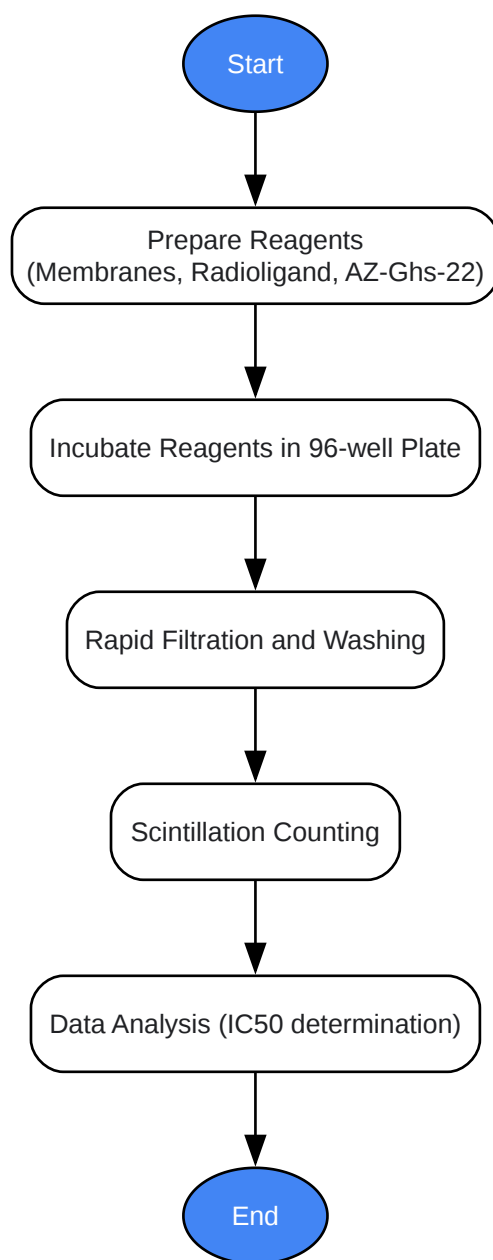 Start
Prepare Reagents
(Membranes, Radioligand, AZ-Ghs-22)
Incubate Reagents in 96-well Plate
Rapid Filtration and Washing
Scintillation Counting
Data Analysis (IC50 determination)
End